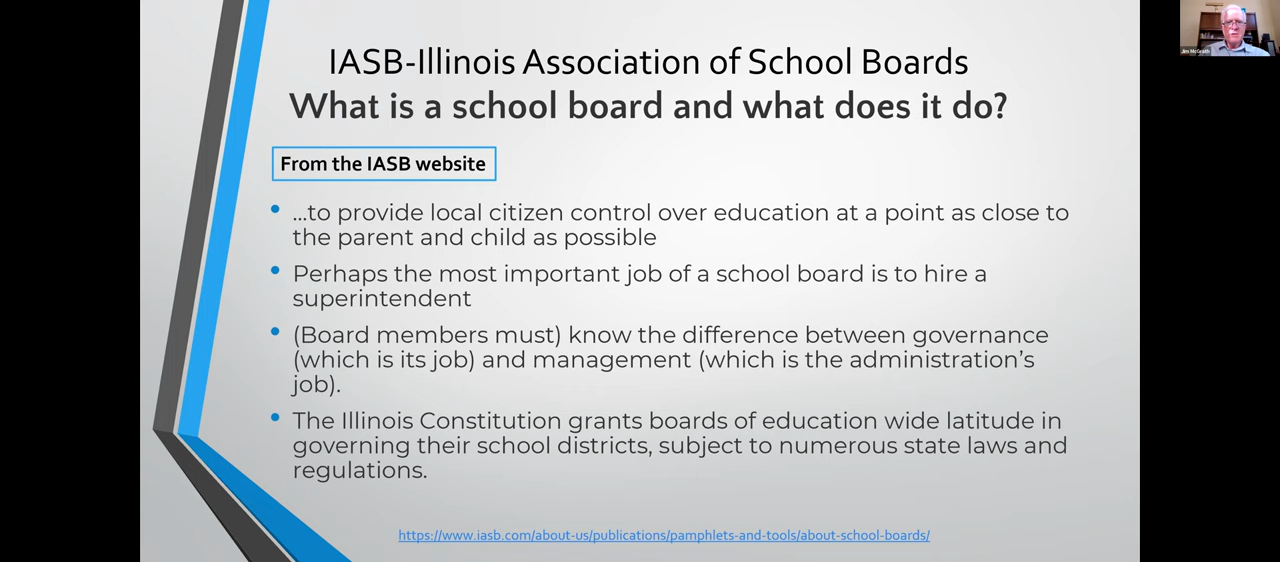 IASB-Illinois Association of School Boards
What is a school board and what does it do?
From the IASB website
• ...to provide local citizen control over education at a point as close to
the parent and child as possible
• Perhaps the most important job of a school board is to hire a
superintendent
• (Board members must) know the difference between governance
(which is its job) and management (which is the administration's
job).
• The Illinois Constitution grants boards of education wide latitude in
governing their school districts, subject to numerous state laws and
regulations.
https://www.iasb.com/about-us/publications/pamphlets-and-tools/about-school-boards/
Jim McGrath